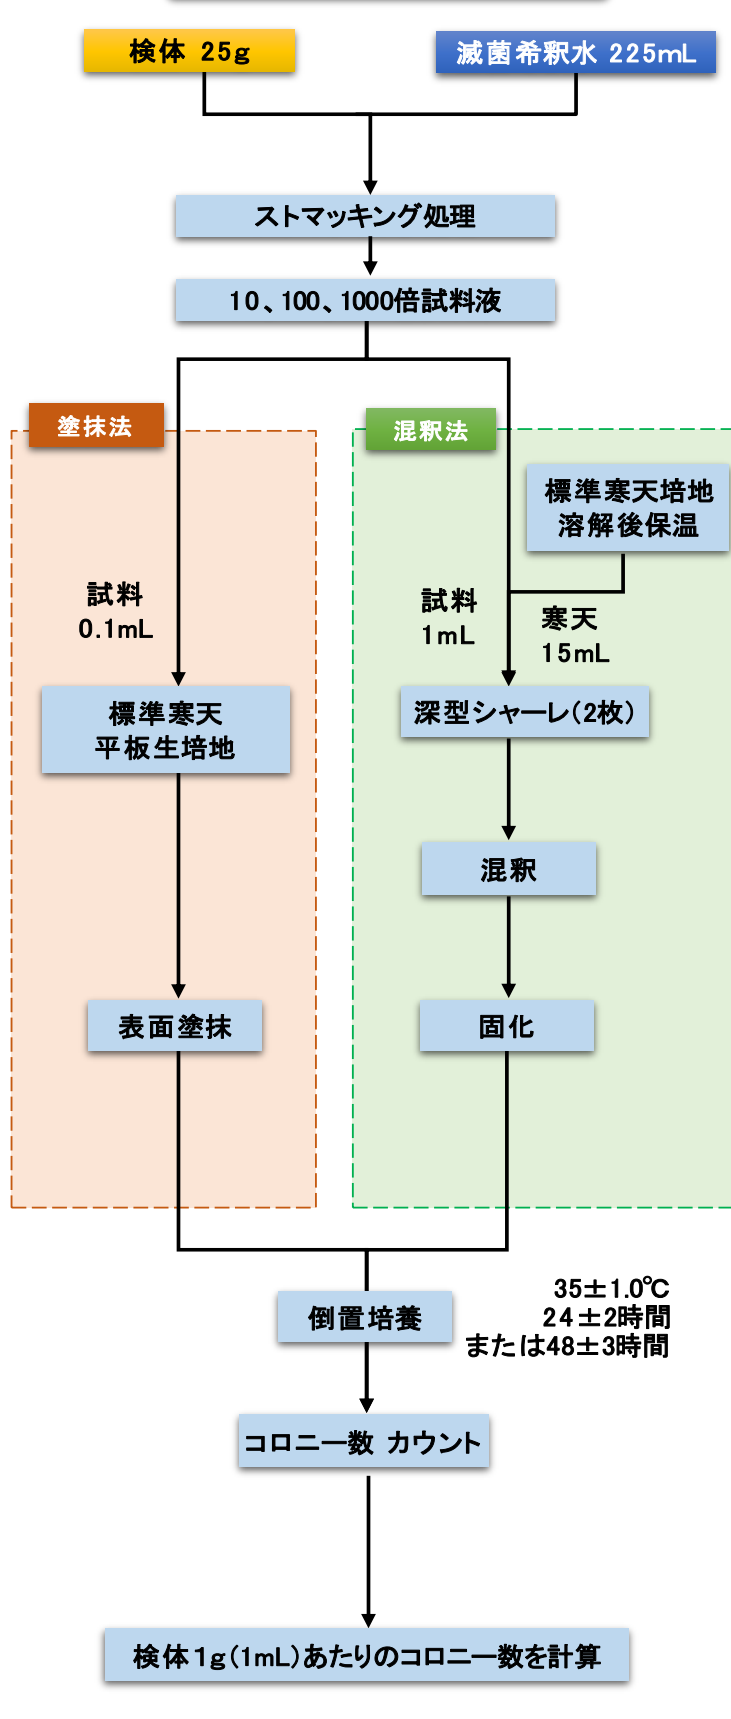 検体 25g
滅菌希釈水 225mL
ストマッキング処理
10、100、1000倍試料液
塗抹法
混釈法
標準寒天培地
溶解後保温
試料
0.1mL
試料
1mL
寒天
15mL
標準寒天
平板生培地
深型シャーレ(2枚)
混釈
表面塗抹
固化
35±1.0℃
24±2時間
または48±3時間
倒置培養
コロニー数 カウント
検体1g(1mL)あたりのコロニー数を計算